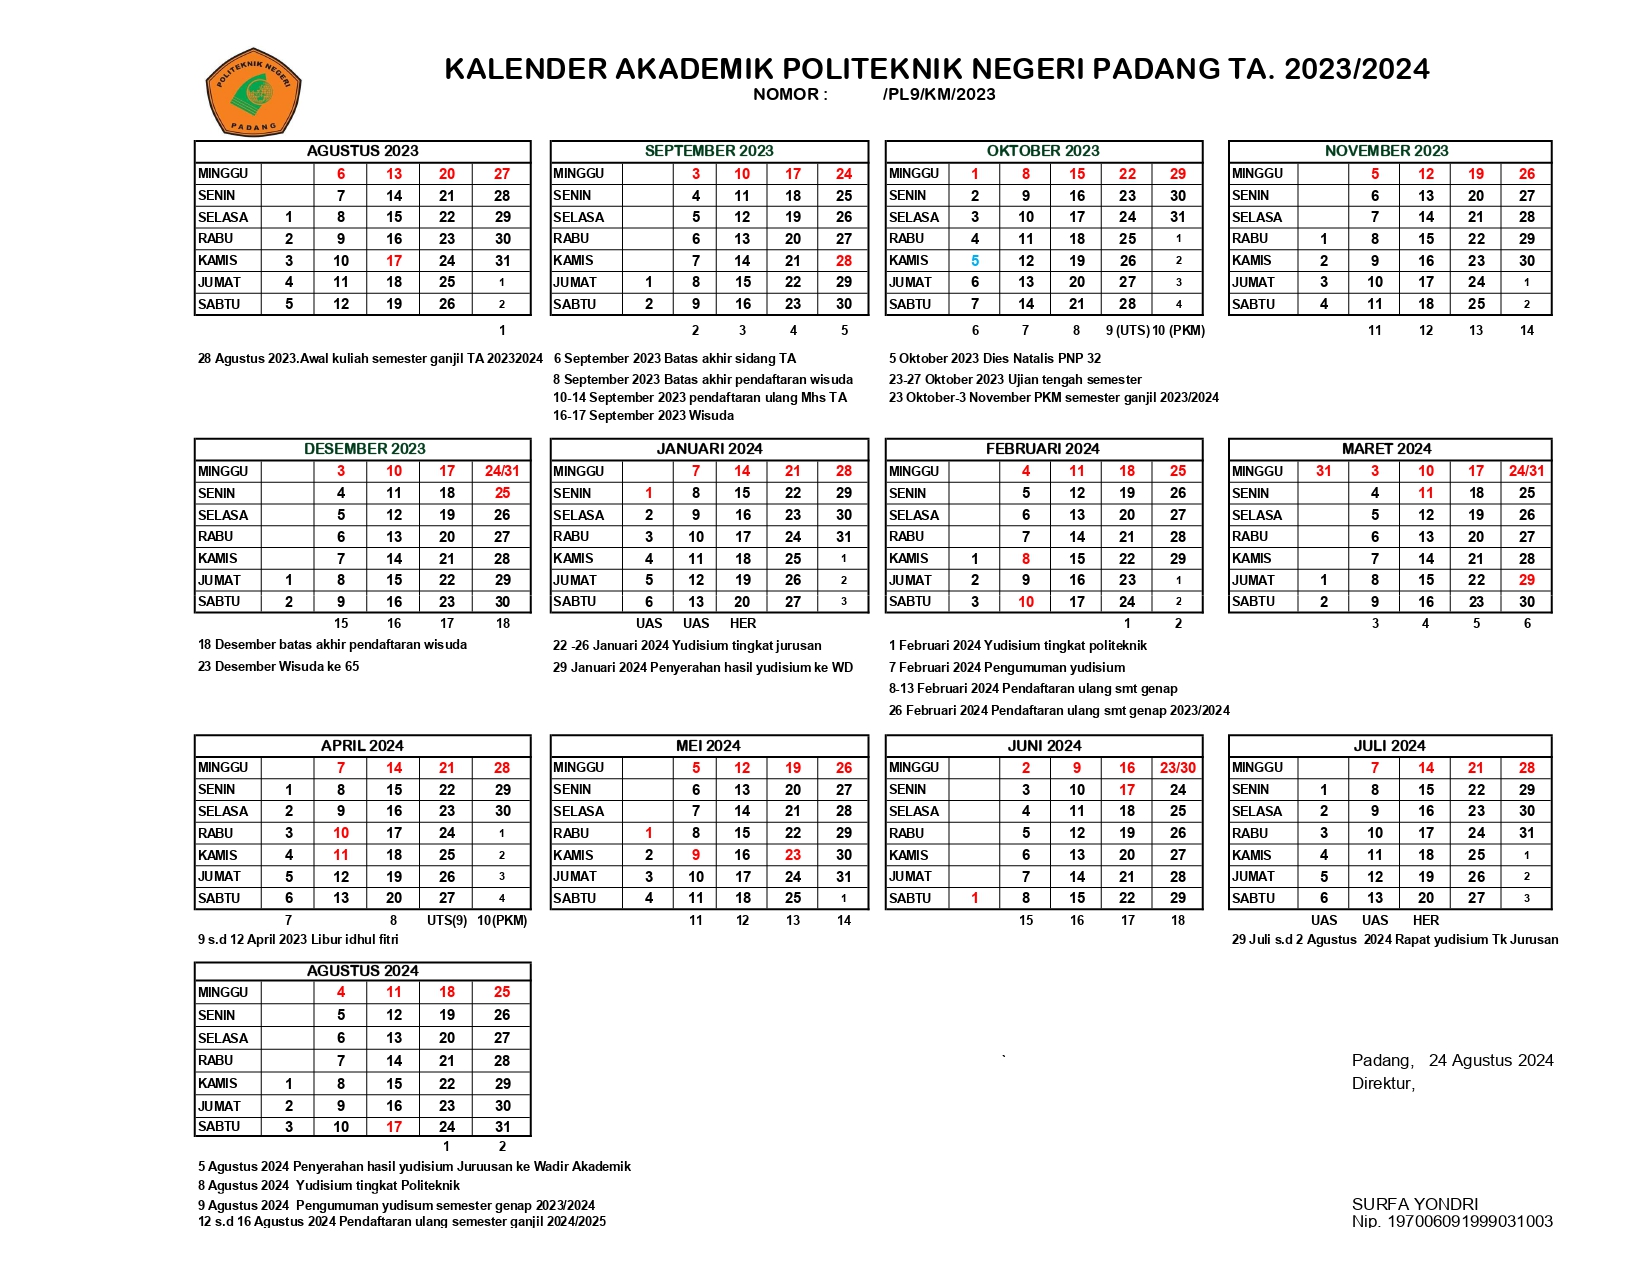 POLITEKNIK NEGERI
PADANG
KALENDER AKADEMIK POLITEKNIK NEGERI PADANG TA. 2023/2024
NOMOR : /PL9/KM/2023
AGUSTUS 2023
MINGGU 6 13 20 27
SENIN 7 14 21 28
SELASA 1 8 15 22 29
RABU 2 9 16 23 30
KAMIS 3 10 17 24 31
JUMAT 4 11 18 25 1
SABTU 5 12 19 26 2
1
28 Agustus 2023.Awal kuliah semester ganjil TA 20232024
SEPTEMBER 2023
MINGGU 3 10 17 24
SENIN 4 11 18 25
SELASA 5 12 19 26
RABU 6 13 20 27
KAMIS 7 14 21 28
JUMAT 1 8 15 22 29
SABTU 2 9 16 23 30
2 3 4 5
6 September 2023 Batas akhir sidang TA
8 September 2023 Batas akhir pendaftaran wisuda
10-14 September 2023 pendaftaran ulang Mhs TA
16-17 September 2023 Wisuda
OKTOBER 2023
MINGGU 1 8 15 22 29
SENIN 2 9 16 23 30
SELASA 3 10 17 24 31
RABU 4 11 18 25 1
KAMIS 5 12 19 26 2
JUMAT 6 13 20 27 3
SABTU 7 14 21 28 4
6 7 8 9 (UTS) 10 (PKM)
5 Oktober 2023 Dies Natalis PNP 32
23-27 Oktober 2023 Ujian tengah semester
23 Oktober-3 November PKM semester ganjil 2023/2024
NOVEMBER 2023
MINGGU 5 12 19 26
SENIN 6 13 20 27
SELASA 7 14 21 28
RABU 1 8 15 22 29
KAMIS 2 9 16 23 30
JUMAT 3 10 17 24 1
SABTU 4 11 18 25 2
11 12 13 14
DESEMBER 2023
MINGGU 3 10 17 24/31
SENIN 4 11 18 25
SELASA 5 12 19 26
RABU 6 13 20 27
KAMIS 7 14 21 28
JUMAT 1 8 15 22 29
SABTU 2 9 16 23 30
15 16 17 18
18 Desember batas akhir pendaftaran wisuda
23 Desember Wisuda ke 65
JANUARI 2024
MINGGU 7 14 21 28
SENIN 1 8 15 22 29
SELASA 2 9 16 23 30
RABU 3 10 17 24 31
KAMIS 4 11 18 25 1
JUMAT 5 12 19 26 2
SABTU 6 13 20 27 3
UAS UAS HER
22 -26 Januari 2024 Yudisium tingkat jurusan
29 Januari 2024 Penyerahan hasil yudisium ke WD
FEBRUARI 2024
MINGGU 4 11 18 25
SENIN 5 12 19 26
SELASA 6 13 20 27
RABU 7 14 21 28
KAMIS 1 8 15 22 29
JUMAT 2 9 16 23 1
SABTU 3 10 17 24 2
1 2
1 Februari 2024 Yudisium tingkat politeknik
7 Februari 2024 Pengumuman yudisium
8-13 Februari 2024 Pendaftaran ulang smt genap
26 Februari 2024 Pendaftaran ulang smt genap 2023/2024
MARET 2024
MINGGU 31 3 10 17 24/31
SENIN 4 11 18 25
SELASA 5 12 19 26
RABU 6 13 20 27
KAMIS 7 14 21 28
JUMAT 1 8 15 22 29
SABTU 2 9 16 23 30
3 4 5 6
APRIL 2024
MINGGU 7 14 21 28
SENIN 1 8 15 22 29
SELASA 2 9 16 23 30
RABU 3 10 17 24 1
KAMIS 4 11 18 25 2
JUMAT 5 12 19 26 3
SABTU 6 13 20 27 4
7 8 UTS(9) 10(PKM)
9 s.d 12 April 2023 Libur idhul fitri
MEI 2024
MINGGU 5 12 19 26
SENIN 6 13 20 27
SELASA 7 14 21 28
RABU 1 8 15 22 29
KAMIS 2 9 16 23 30
JUMAT 3 10 17 24 31
SABTU 4 11 18 25 1
11 12 13 14
JUNI 2024
MINGGU 2 9 16 23/30
SENIN 3 10 17 24
SELASA 4 11 18 25
RABU 5 12 19 26
KAMIS 6 13 20 27
JUMAT 7 14 21 28
SABTU 1 8 15 22 29
15 16 17 18
JULI 2024
MINGGU 7 14 21 28
SENIN 1 8 15 22 29
SELASA 2 9 16 23 30
RABU 3 10 17 24 31
KAMIS 4 11 18 25 1
JUMAT 5 12 19 26 2
SABTU 6 13 20 27 3
UAS UAS HER
29 Juli s.d 2 Agustus 2024 Rapat yudisium Tk Jurusan
AGUSTUS 2024
MINGGU 4 11 18 25
SENIN 5 12 19 26
SELASA 6 13 20 27
RABU 7 14 21 28
KAMIS 1 8 15 22 29
JUMAT 2 9 16 23 30
SABTU 3 10 17 24 31
1 2
5 Agustus 2024 Penyerahan hasil yudisium Juruusan ke Wadir Akademik
8 Agustus 2024 Yudisium tingkat Politeknik
9 Agustus 2024 Pengumuman yudisum semester genap 2023/2024
12 s.d 16 Agustus 2024 Pendaftaran ulang semester ganjil 2024/2025
`
Padang, 24 Agustus 2024
Direktur,
SURFA YONDRI
Nip. 197006091999031003